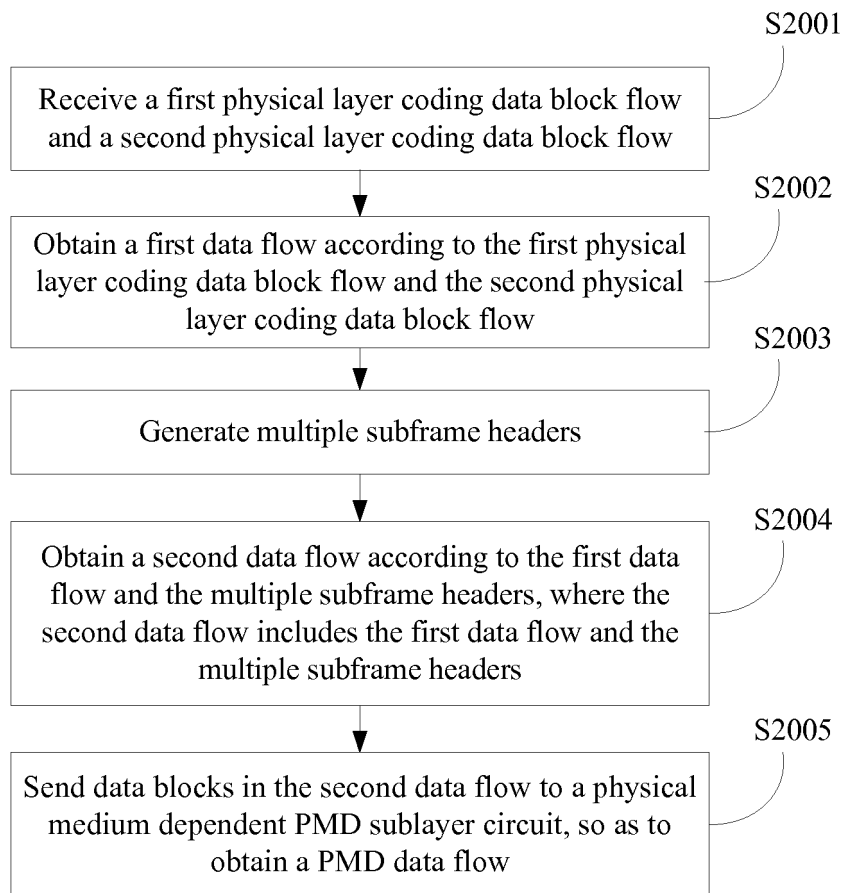 S2001
Receive a first physical layer coding data block flow
and a second physical layer coding data block flow
S2002
Obtain a first data flow according to the first physical
layer coding data block flow and the second physical
layer coding data block flow
S2003
Generate multiple subframe headers
S2004
Obtain a second data flow according to the first data
flow and the multiple subframe headers, where the
second data flow includes the first data flow and the
multiple subframe headers
S2005
Send data blocks in the second data flow to a physical
medium dependent PMD sublayer circuit, so as to
obtain a PMD data flow